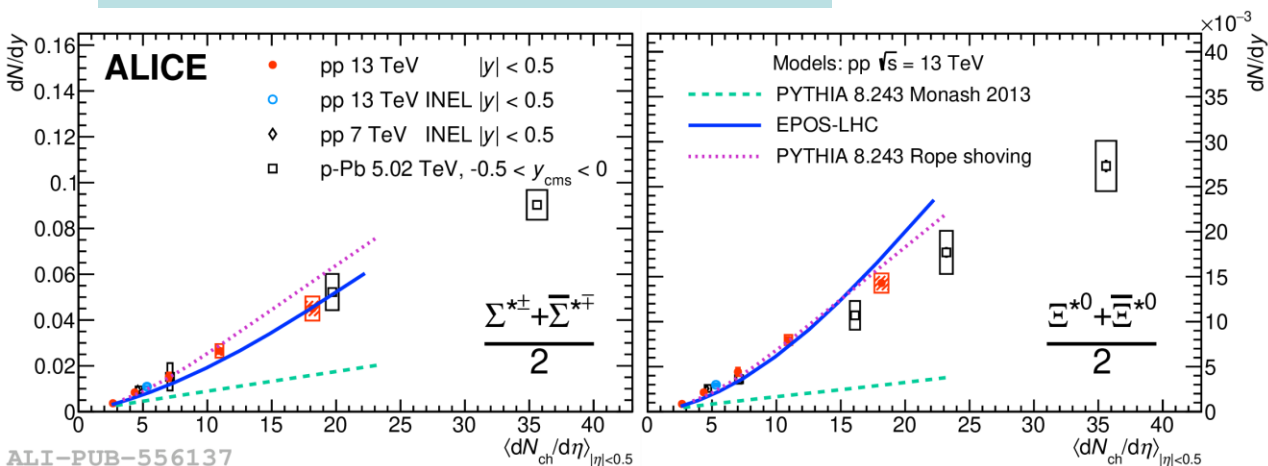 ALICE
pp 13 TeV |y| < 0.5
pp 13 TeV INEL |y| < 0.5
pp 7 TeV INEL |y| < 0.5
p-Pb 5.02 TeV, -0.5 < y_cms < 0
dN/dy
0.16
0.14
0.12
0.1
0.08
0.06
0.04
0.02
0
0 5 10 15 20 25 30 35 40
⟨dN_ch/dη⟩_|η|<0.5
Σ*± + Σ̅*∓
2
ALI-PUB-556137
Models: pp √s = 13 TeV
PYTHIA 8.243 Monash 2013
EPOS-LHC
PYTHIA 8.243 Rope shoving
×10⁻³
dN/dy
40
35
30
25
20
15
10
5
0
0 5 10 15 20 25 30 35 40
⟨dN_ch/dη⟩_|η|<0.5
Ξ*0 + Ξ̅*0
2